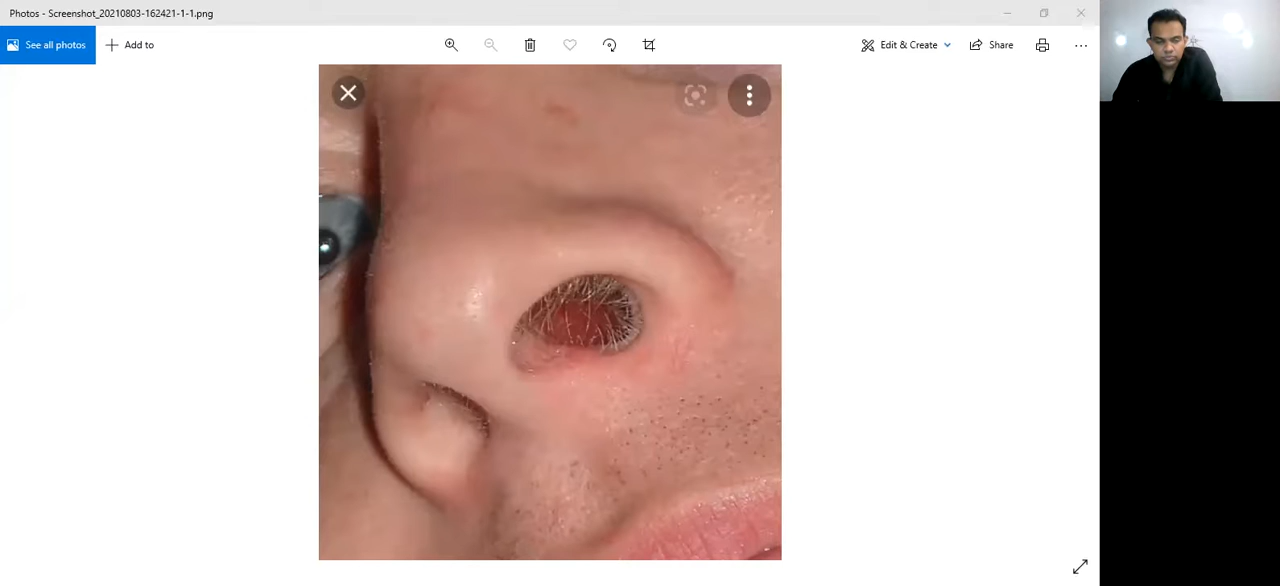 Photos - Screenshot_20210803-162421-1-1.png
See all photos
Add to
Edit & Create
Share